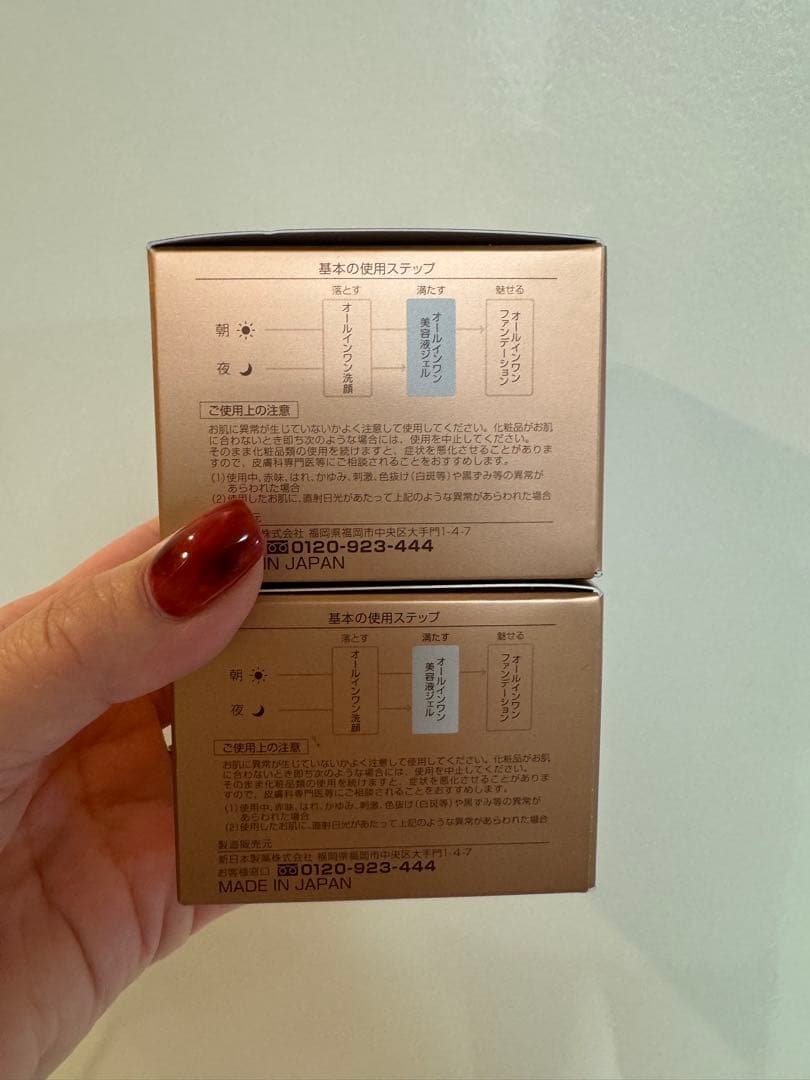 基本の使用ステップ
落とす 満たす 魅せる
朝
夜
オールインワン洗顔
オールインワン
美容液ジェル
オールインワン
ファンデーション
ご使用上の注意
お肌に異常が生じていないかよく注意して使用してください。化粧品がお肌
に合わないとき即ち次のような場合には、使用を中止してください。
そのまま化粧品類の使用を続けますと、症状を悪化させることがありま
すので、皮膚科専門医等にご相談されることをおすすめします。
(1)使用中、赤味、はれ、かゆみ、刺激、色抜け(白斑等)や黒ずみ等の異常が
あらわれた場合
(2)使用したお肌に、直射日光があたって上記のような異常があらわれた場合
元
株式会社 福岡県福岡市中央区大手門1-4-7
0120-923-444
IN JAPAN
基本の使用ステップ
落とす 満たす 魅せる
朝
夜
オールインワン洗顔
オールインワン
美容液ジェル
オールインワン
ファンデーション
ご使用上の注意
お肌に異常が生じていないかよく注意して使用してください。化粧品がお肌
に合わないとき即ち次のような場合には、使用を中止してください。
そのまま化粧品類の使用を続けますと、症状を悪化させることがありま
すので、皮膚科専門医等にご相談されることをおすすめします。
(1)使用中、赤味、はれ、かゆみ、刺激、色抜け(白斑等)や黒ずみ等の異常が
あらわれた場合
(2)使用したお肌に、直射日光があたって上記のような異常があらわれた場合
製造販売元
新日本製薬株式会社 福岡県福岡市中央区大手門1-4-7
お客様窓口 0120-923-444
MADE IN JAPAN